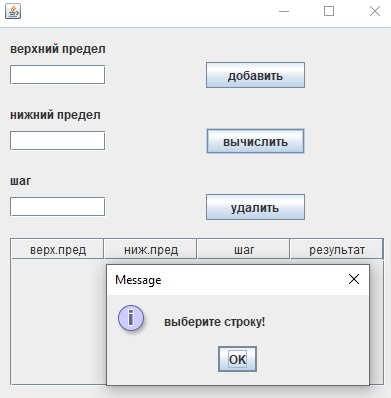 верхний предел
добавить
нижний предел
вычислить
шаг
удалить
верх.пред ниж.пред шаг результат
Message
выберите строку!
OK